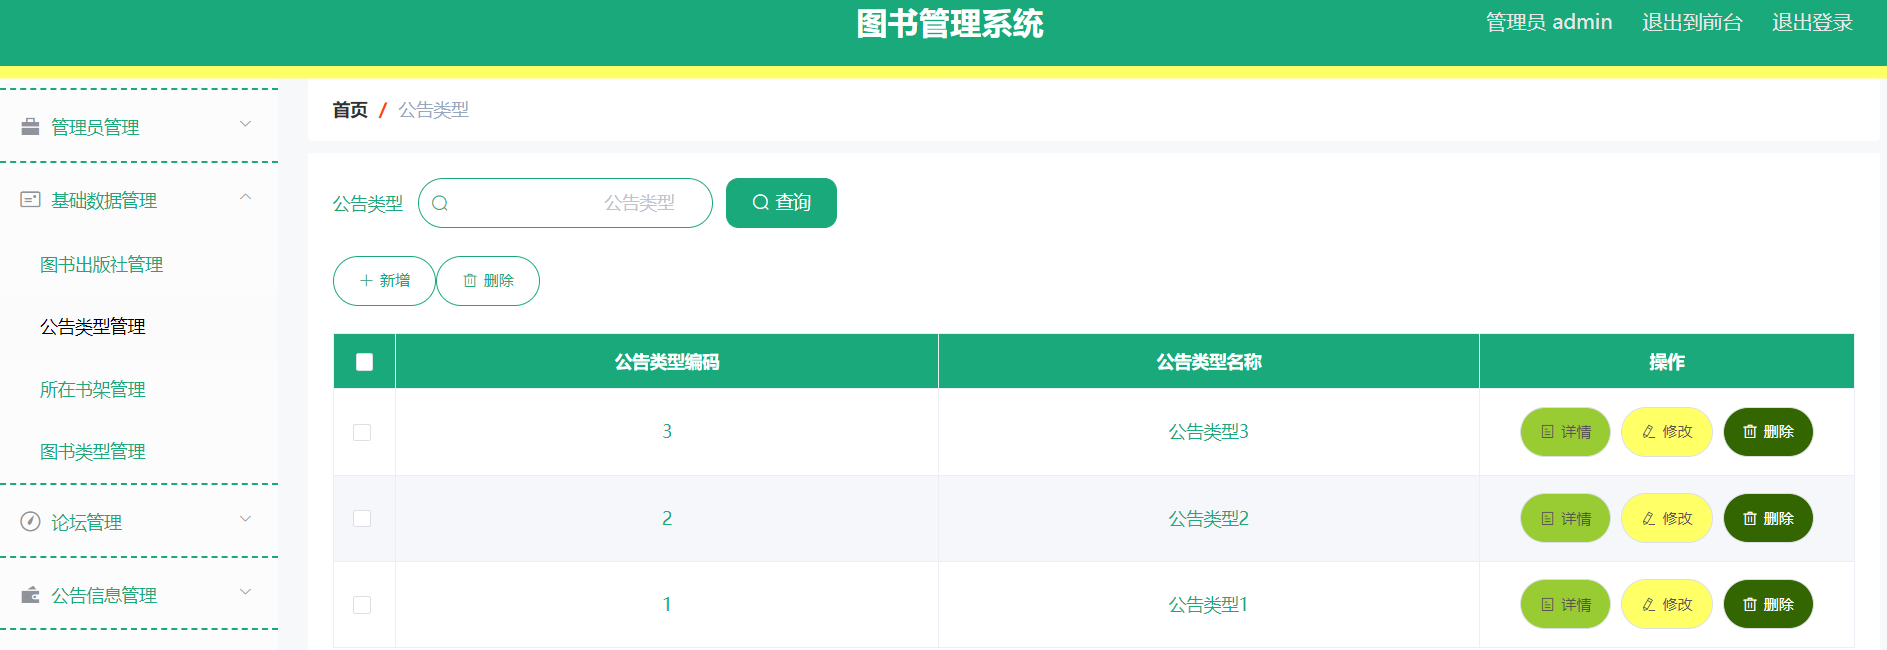 图书管理系统
管理员 admin 退出到前台 退出登录
管理员管理
基础数据管理
图书出版社管理
公告类型管理
所在书架管理
图书类型管理
论坛管理
公告信息管理
首页 / 公告类型
公告类型 公告类型 查询
新增 删除
公告类型编码 公告类型名称 操作
3 公告类型3 详情 修改 删除
2 公告类型2 详情 修改 删除
1 公告类型1 详情 修改 删除